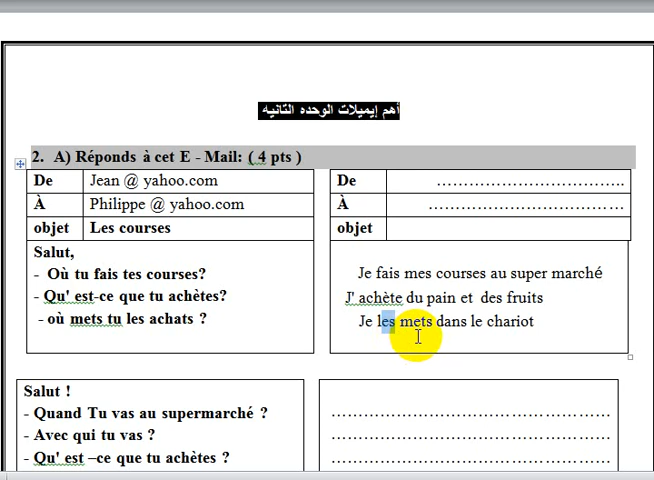 أهم إيميلات الوحده الثانيه
2. A) Réponds à cet E - Mail: ( 4 pts )
De Jean @ yahoo.com
À Philippe @ yahoo.com
objet Les courses
Salut,
- Où tu fais tes courses?
- Qu' est-ce que tu achètes?
- où mets tu les achats ?
De ....................................
À .....................................
objet
Je fais mes courses au super marché
J' achète du pain et des fruits
Je les mets dans le chariot
Salut !
- Quand Tu vas au supermarché ?
- Avec qui tu vas ?
- Qu' est –ce que tu achètes ?
......................................................
......................................................
......................................................